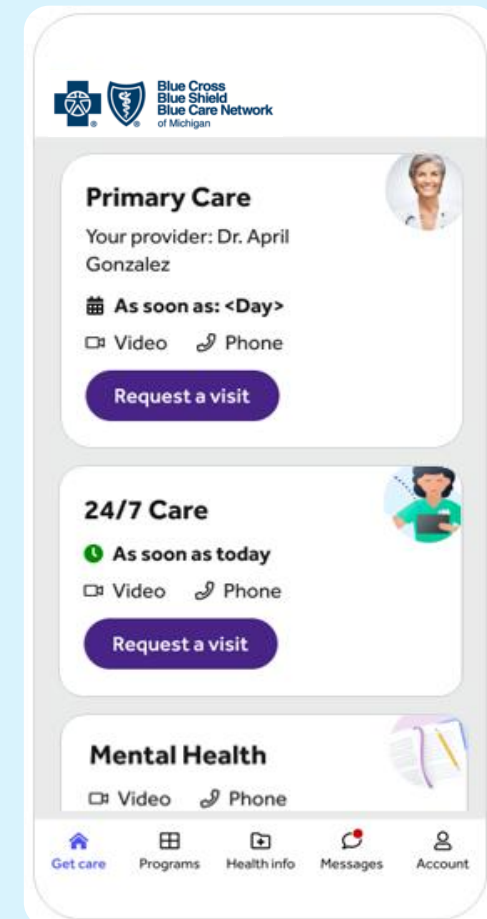 Blue Cross
Blue Shield
Blue Care Network
of Michigan
Primary Care
Your provider: Dr. April
Gonzalez
As soon as: <Day>
Video Phone
Request a visit
24/7 Care
As soon as today
Video Phone
Request a visit
Mental Health
Video Phone
Get care Programs Health info Messages Account